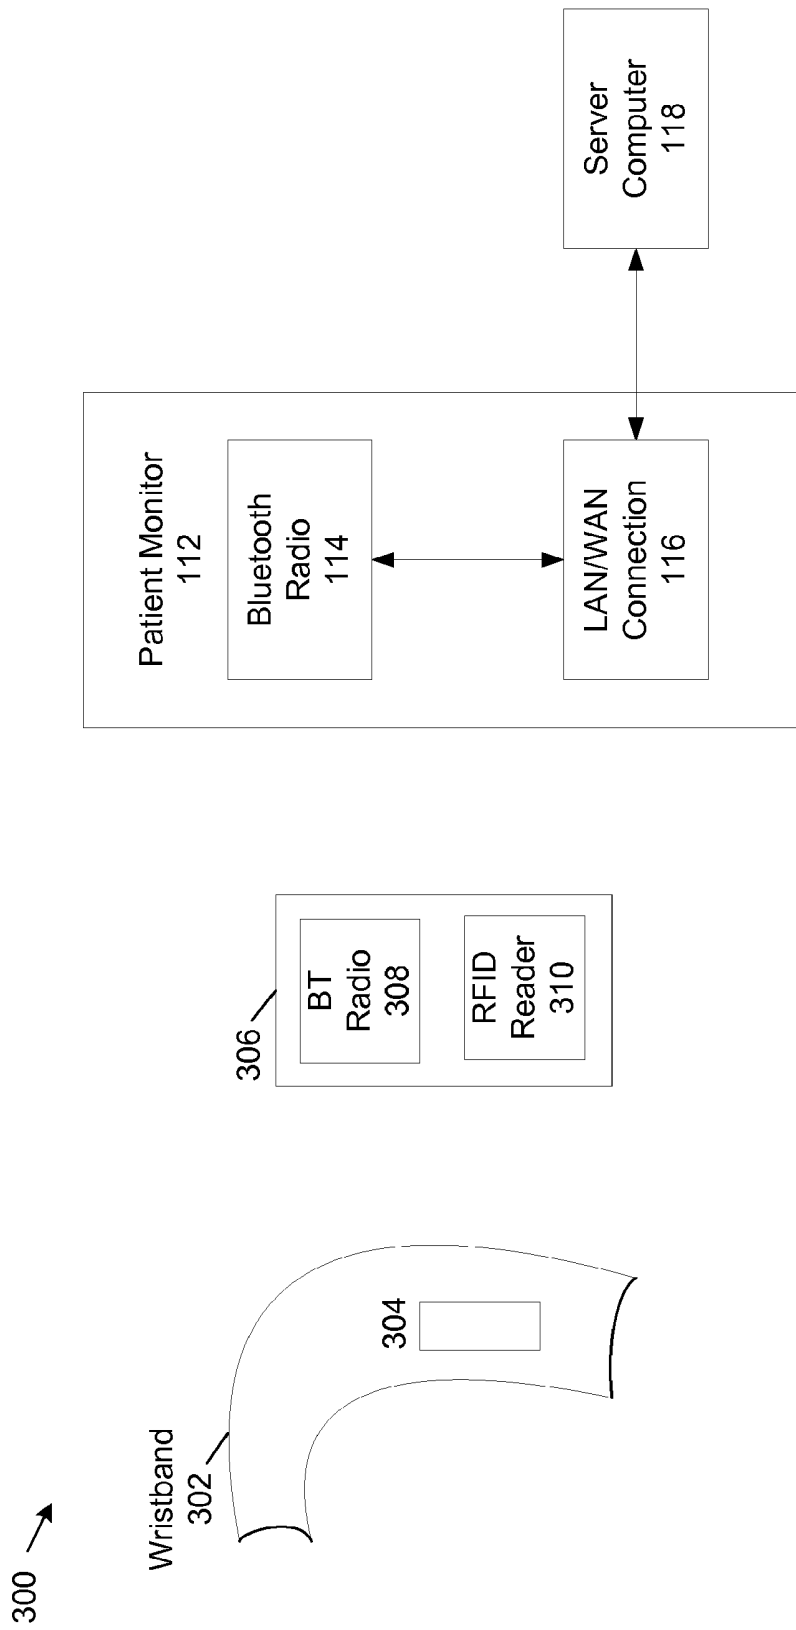 300
Wristband
302
304
306
BT
Radio
308
RFID
Reader
310
Patient Monitor
112
Bluetooth
Radio
114
LAN/WAN
Connection
116
Server
Computer
118